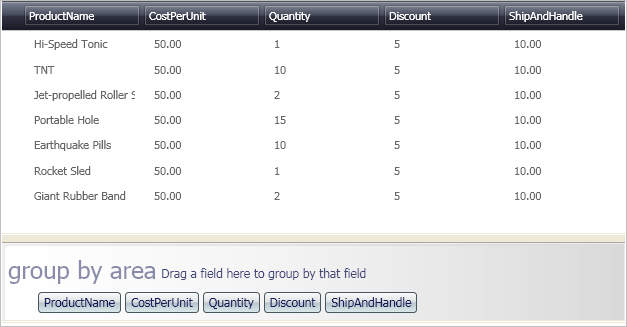 ProductName CostPerUnit Quantity Discount ShipAndHandle
Hi-Speed Tonic 50.00 1 5 10.00
TNT 50.00 10 5 10.00
Jet-propelled Roller S 50.00 2 5 10.00
Portable Hole 50.00 15 5 10.00
Earthquake Pills 50.00 10 5 10.00
Rocket Sled 50.00 1 5 10.00
Giant Rubber Band 50.00 2 5 10.00
group by area Drag a field here to group by that field
ProductName CostPerUnit Quantity Discount ShipAndHandle